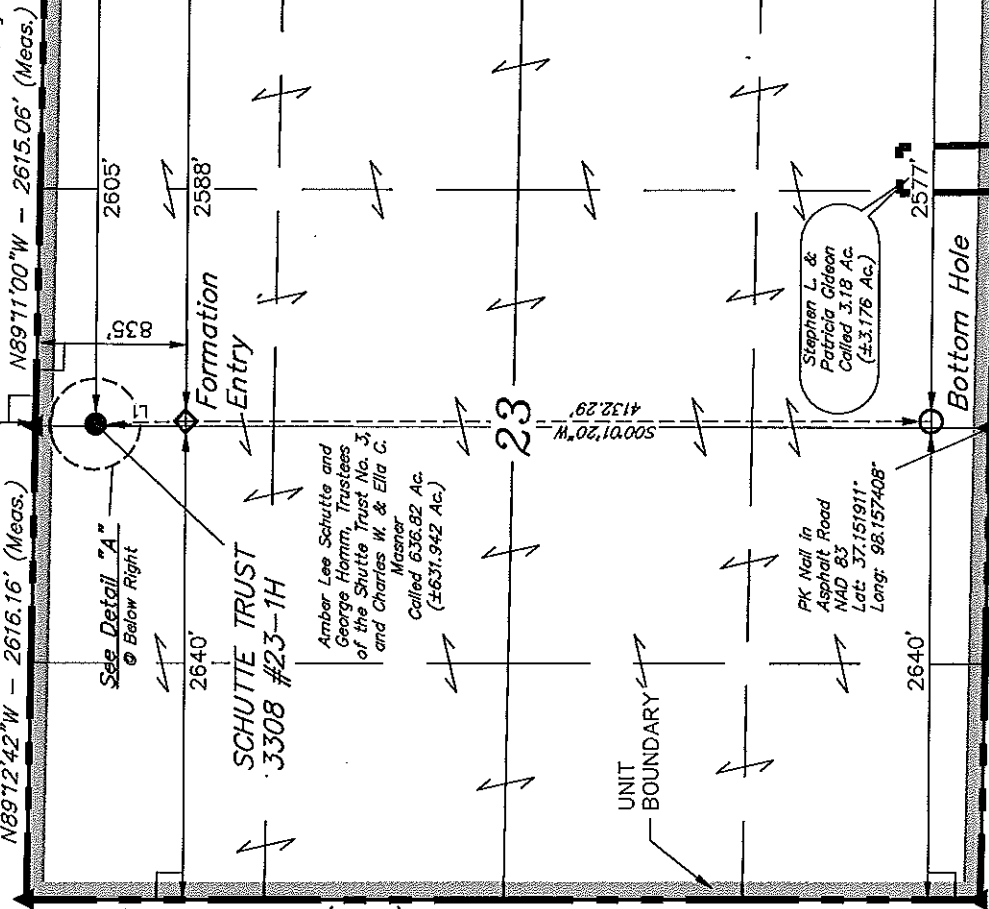 N89°12'42"W - 2616.16' (Meas.)
N89°11'00"W - 2615.06' (Meas.)
See Detail "A"
@ Below Right
L1
835'
2605'
2640'
2588'
Formation
Entry
SCHUTTE TRUST
3308 #23-1H
Amber Lee Schutte and
George Homm, Trustees
of the Shutte Trust No. 3,
and Charles W. & Ella C.
Masner
Called 636.82 Ac.
(±631.942 Ac.)
23
S00°01'20"W
4132.29'
UNIT
BOUNDARY
PK Nail in
Asphalt Road
NAD 83
Lat: 37.151911°
Long: 98.157408°
Stephen L. &
Patricia Gideon
Called 3.18 Ac.
(±3.176 Ac.)
2640'
2577'
Bottom Hole